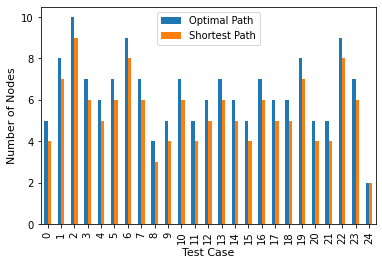 Optimal Path
Shortest Path
Number of Nodes
10
8
6
4
2
0
0 1 2 3 4 5 6 7 8 9 10 11 12 13 14 15 16 17 18 19 20 21 22 23 24
Test Case